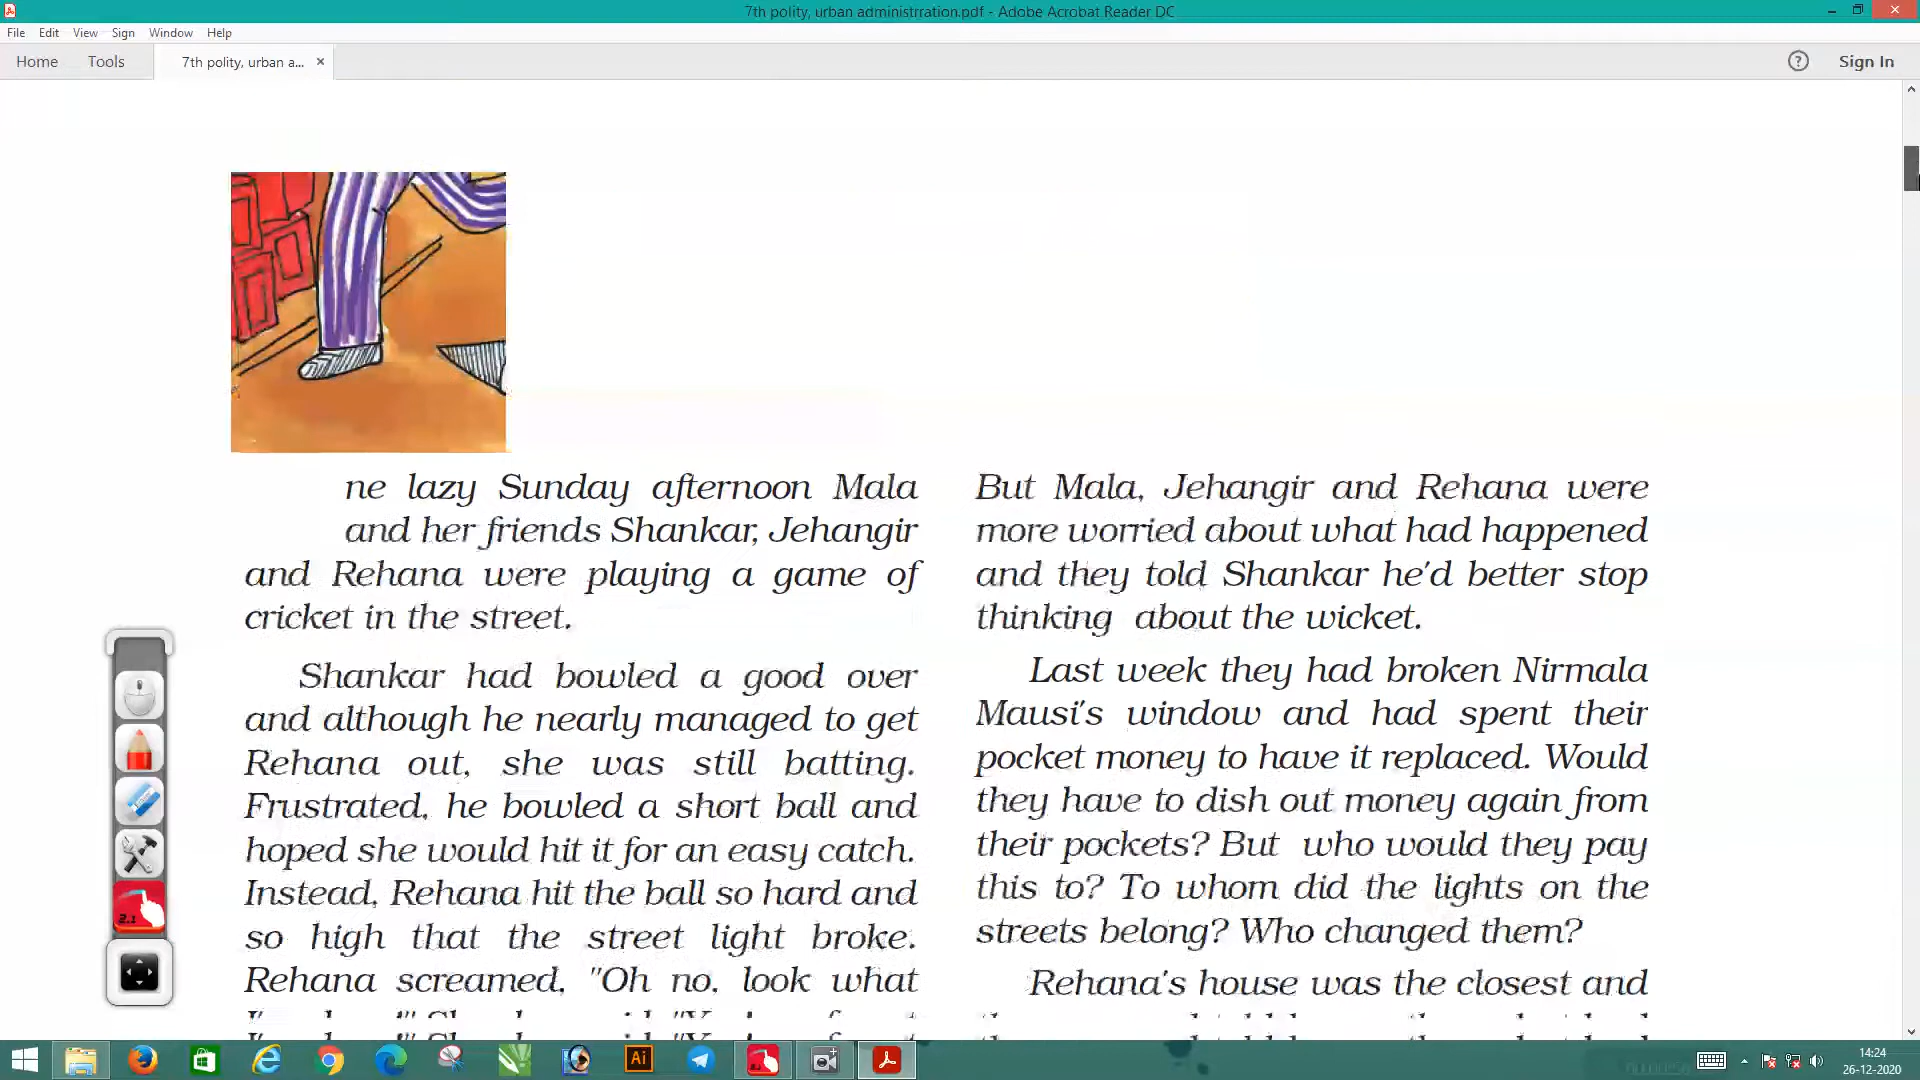 7th polity, urban administrration.pdf - Adobe Acrobat Reader DC
File Edit View Sign Window Help
Home Tools 7th polity, urban a... × Sign In
ne lazy Sunday afternoon Mala
and her friends Shankar, Jehangir
and Rehana were playing a game of
cricket in the street.
Shankar had bowled a good over
and although he nearly managed to get
Rehana out, she was still batting.
Frustrated, he bowled a short ball and
hoped she would hit it for an easy catch.
Instead, Rehana hit the ball so hard and
so high that the street light broke.
Rehana screamed, "Oh no, look what
But Mala, Jehangir and Rehana were
more worried about what had happened
and they told Shankar he'd better stop
thinking about the wicket.
Last week they had broken Nirmala
Mausi's window and had spent their
pocket money to have it replaced. Would
they have to dish out money again from
their pockets? But who would they pay
this to? To whom did the lights on the
streets belong? Who changed them?
Rehana's house was the closest and
2.1
Ai
14:24
26-12-2020